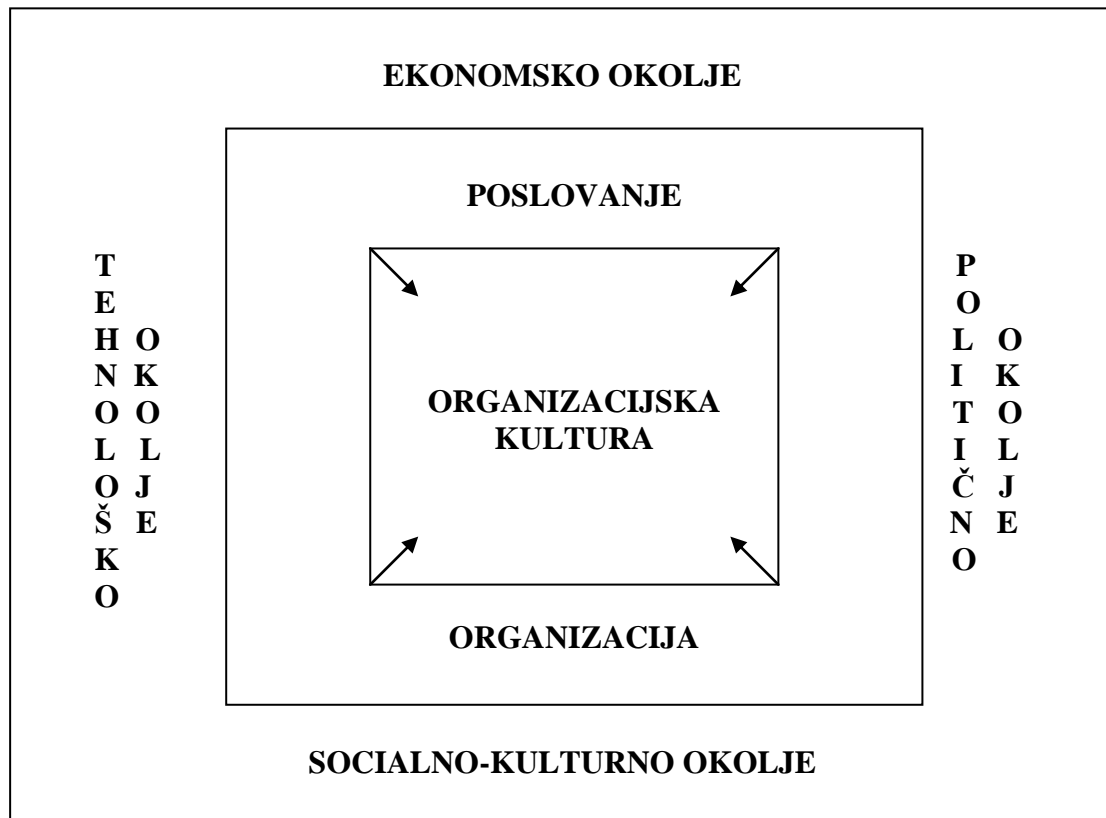 EKONOMSKO OKOLJE
POSLOVANJE
TEHNOLOŠKO
OKOLJE
ORGANIZACIJSKA
KULTURA
POLITIČNO
OKOLJE
ORGANIZACIJA
SOCIALNO-KULTURNO OKOLJE